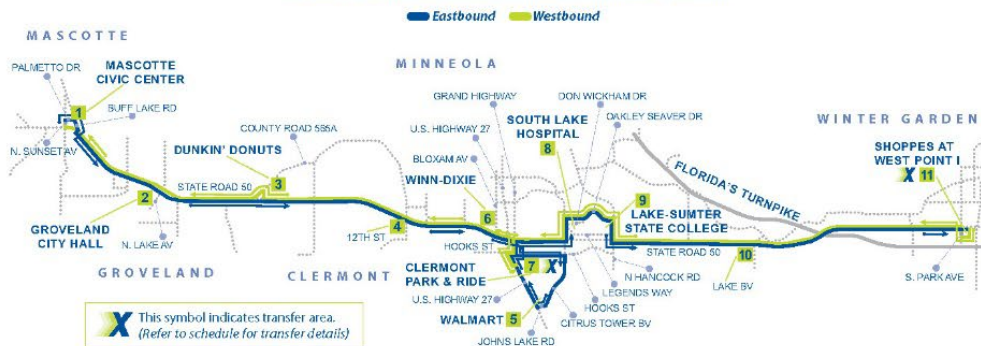 Eastbound
Westbound
MASCOTTE
PALMETTO DR
MASCOTTE
CIVIC CENTER
1
BUFF LAKE RD
N. SUNSET AV
MINNEOLA
GRAND HIGHWAY
DON WICKHAM DR
SOUTH LAKE
HOSPITAL
8
OAKLEY SEAVER DR
WINTER GARDEN
COUNTY ROAD 565A
U.S. HIGHWAY 27
SHOPPES AT
WEST POINT I
X 11
DUNKIN' DONUTS
3
BLOXAM AV
FLORIDA'S TURNPIKE
STATE ROAD 50
WINN-DIXIE
6
9
LAKE-SUMTER
STATE COLLEGE
2
GROVELAND
CITY HALL
N. LAKE AV
12TH ST
4
HOOKS ST
STATE ROAD 50
10
LAKE BV
S. PARK AVE
GROVELAND
CLERMONT
CLERMONT
PARK & RIDE
7 X
N HANCOCK RD
LEGENDS WAY
U.S. HIGHWAY 27
HOOKS ST
WALMART
5
CITRUS TOWER BV
JOHNS LAKE RD
X This symbol indicates transfer area.
(Refer to schedule for transfer details)